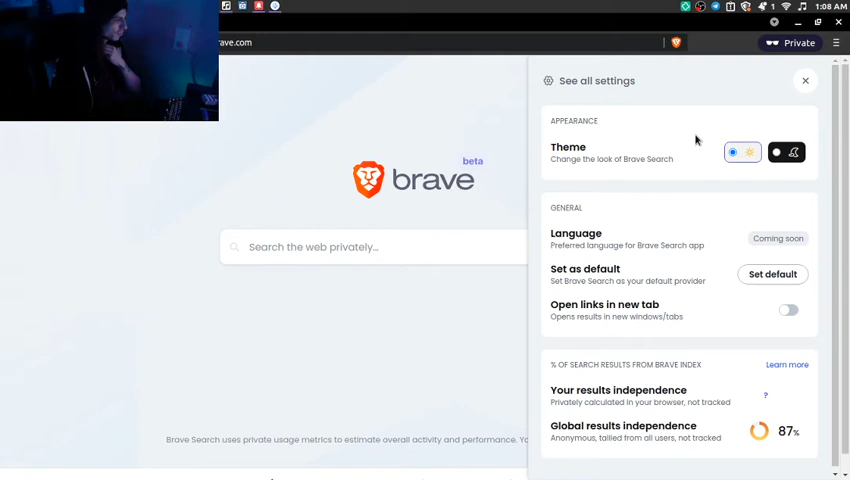 1 1:08 AM
rave.com
Private
See all settings
APPEARANCE
Theme
Change the look of Brave Search
beta
brave
GENERAL
Language
Preferred language for Brave Search app
Coming soon
Search the web privately...
Set as default
Set Brave Search as your default provider
Set default
Open links in new tab
Opens results in new windows/tabs
% OF SEARCH RESULTS FROM BRAVE INDEX
Learn more
Your results independence
Privately calculated in your browser, not tracked
?
Global results independence
Anonymous, tallied from all users, not tracked
87%
Brave Search uses private usage metrics to estimate overall activity and performance. Yo